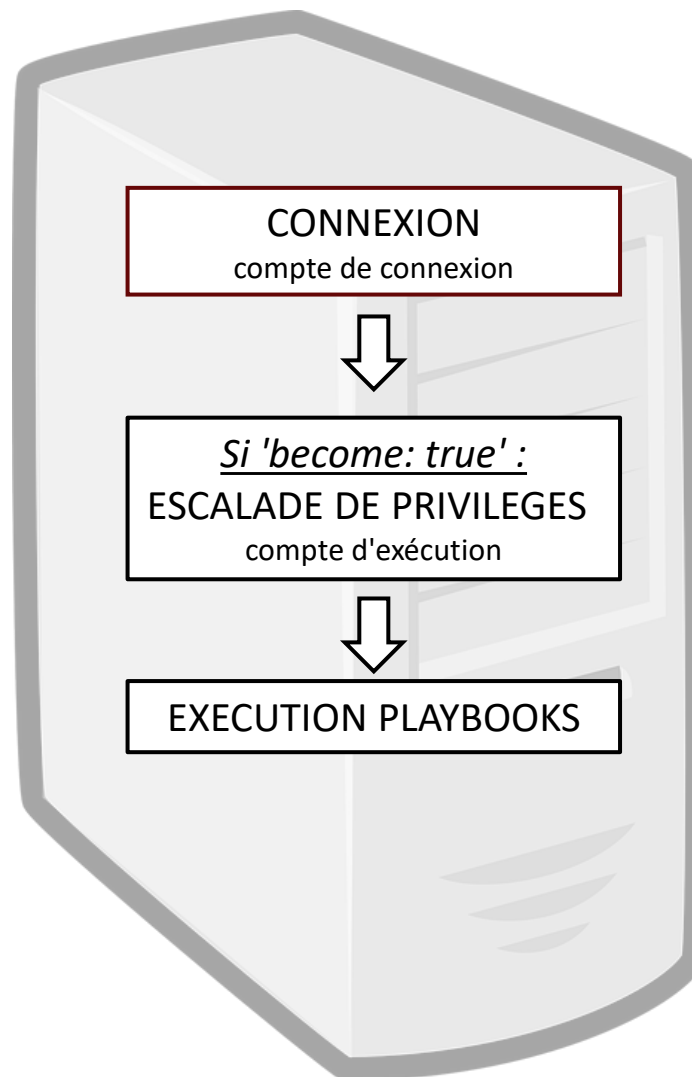 CONNEXION
compte de connexion
Si 'become: true' :
ESCALADE DE PRIVILEGES
compte d'exécution
EXECUTION PLAYBOOKS